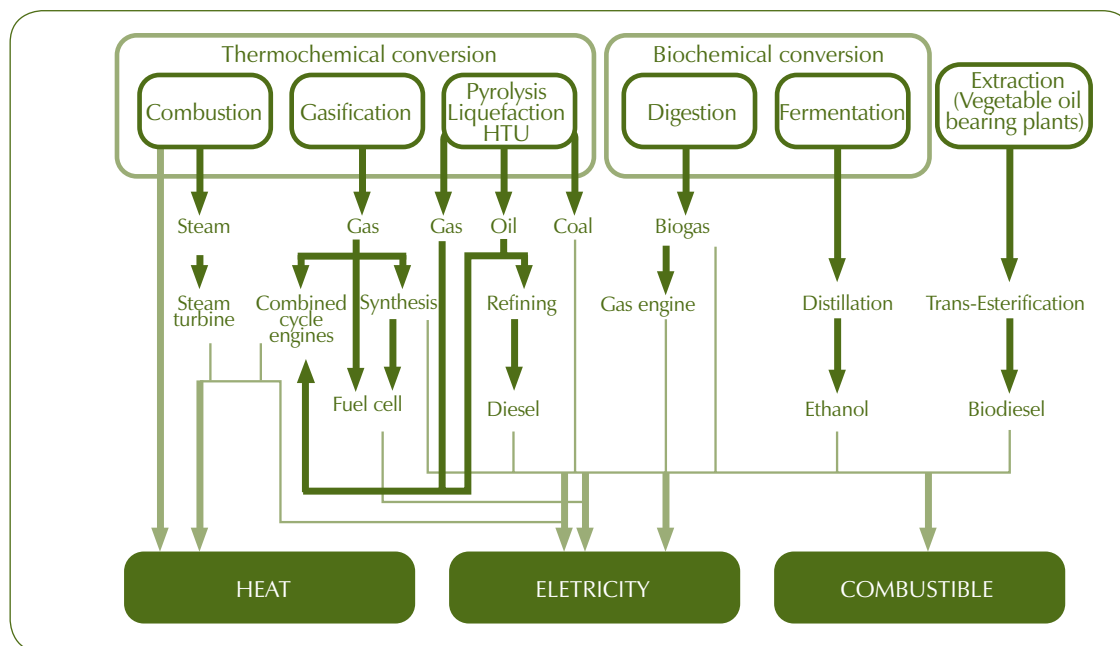 Thermochemical conversion
Biochemical conversion
Combustion
Gasification
Pyrolysis
Liquefaction
HTU
Digestion
Fermentation
Extraction
(Vegetable oil
bearing plants)
Steam
Gas
Gas
Oil
Coal
Biogas
Steam
turbine
Combined
cycle
engines
Synthesis
Refining
Gas engine
Distillation
Trans-Esterification
Fuel cell
Diesel
Ethanol
Biodiesel
HEAT
ELETRICITY
COMBUSTIBLE